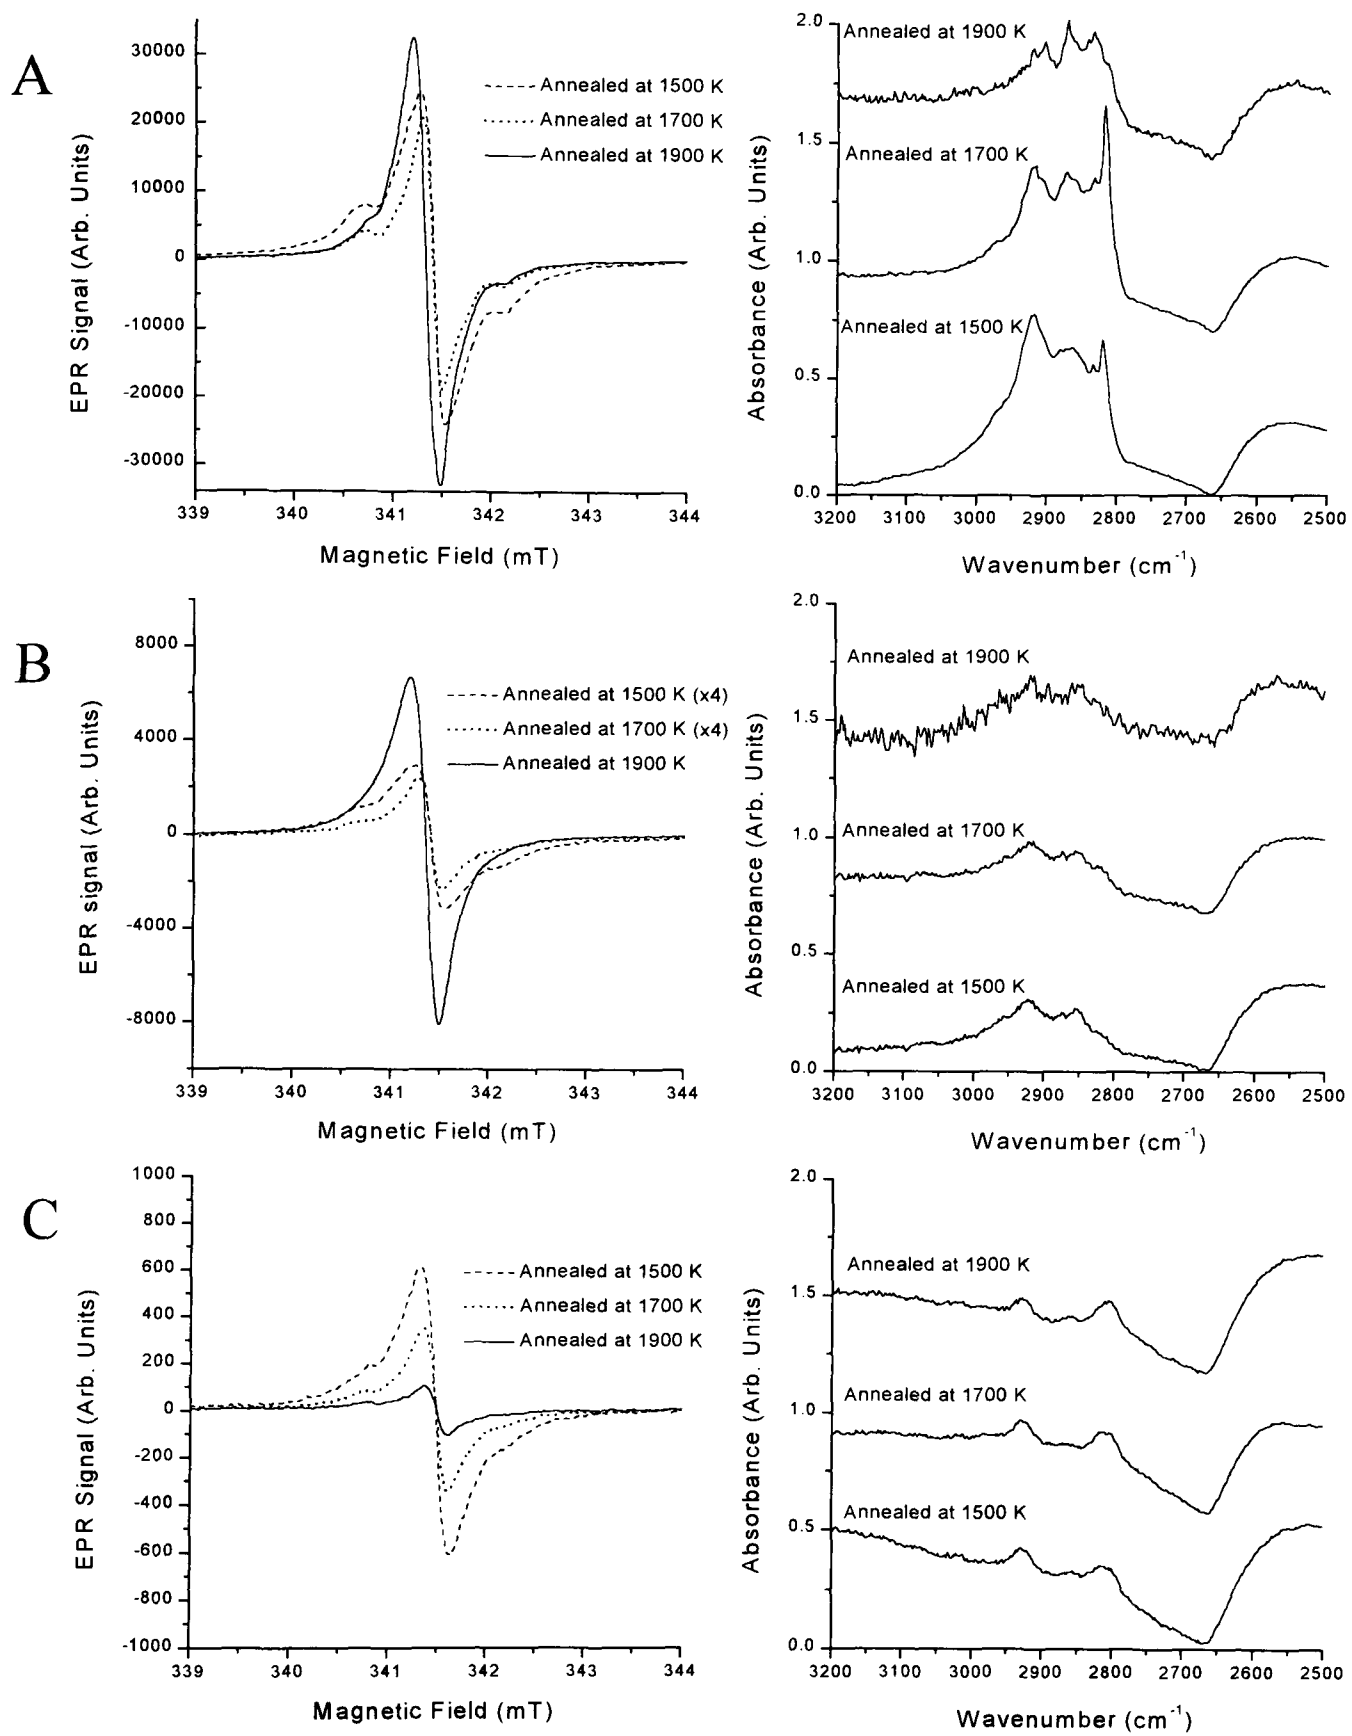 A
30000
20000
10000
0
-10000
-20000
-30000
EPR Signal (Arb. Units)
Annealed at 1500 K
Annealed at 1700 K
Annealed at 1900 K
339 340 341 342 343 344
Magnetic Field (mT)
2.0
1.5
1.0
0.5
0.0
Absorbance (Arb. Units)
Annealed at 1900 K
Annealed at 1700 K
Annealed at 1500 K
3200 3100 3000 2900 2800 2700 2600 2500
Wavenumber (cm⁻¹)
B
8000
4000
0
-4000
-8000
EPR signal (Arb. Units)
Annealed at 1500 K (x4)
Annealed at 1700 K (x4)
Annealed at 1900 K
339 340 341 342 343 344
Magnetic Field (mT)
2.0
1.5
1.0
0.5
0.0
Absorbance (Arb. Units)
Annealed at 1900 K
Annealed at 1700 K
Annealed at 1500 K
3200 3100 3000 2900 2800 2700 2600 2500
Wavenumber (cm⁻¹)
C
1000
800
600
400
200
0
-200
-400
-600
-800
-1000
EPR Signal (Arb. Units)
Annealed at 1500 K
Annealed at 1700 K
Annealed at 1900 K
339 340 341 342 343 344
Magnetic Field (mT)
2.0
1.5
1.0
0.5
0.0
Absorbance (Arb. Units)
Annealed at 1900 K
Annealed at 1700 K
Annealed at 1500 K
3200 3100 3000 2900 2800 2700 2600 2500
Wavenumber (cm⁻¹)